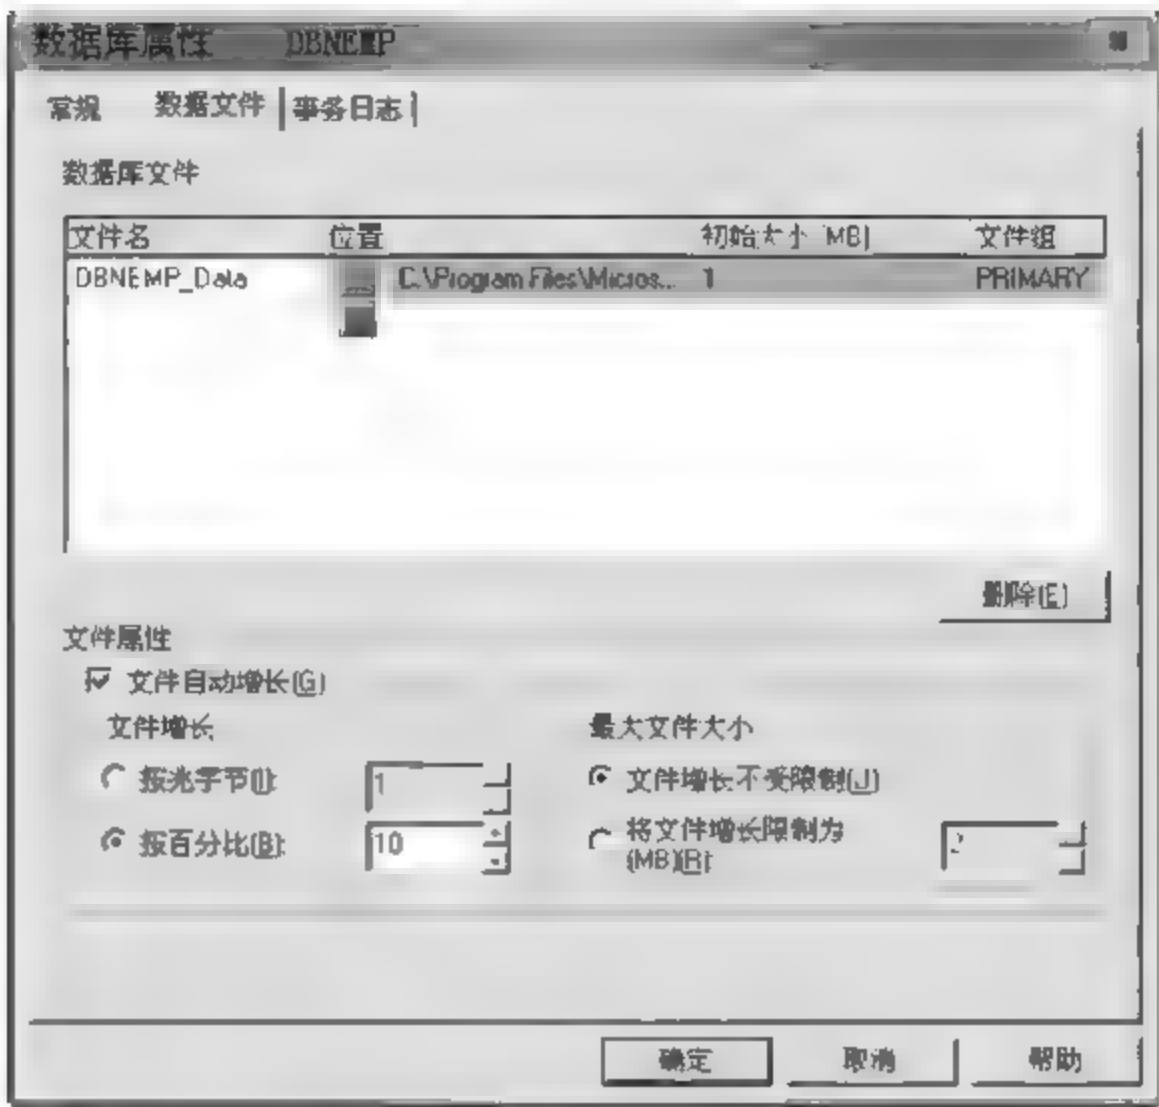 数据库属性 DBNEMP
常规 数据文件 事务日志
数据库文件
文件名 位置 初始大小 (MB) 文件组
DBNEMP_Data C:\Program Files\Micros... 1 PRIMARY
删除(E)
文件属性
文件自动增长(G)
文件增长 最大文件大小
按兆字节(I): 1 文件增长不受限制(U)
按百分比(B): 10 将文件增长限制为
(MB)(R): 2
确定 取消 帮助